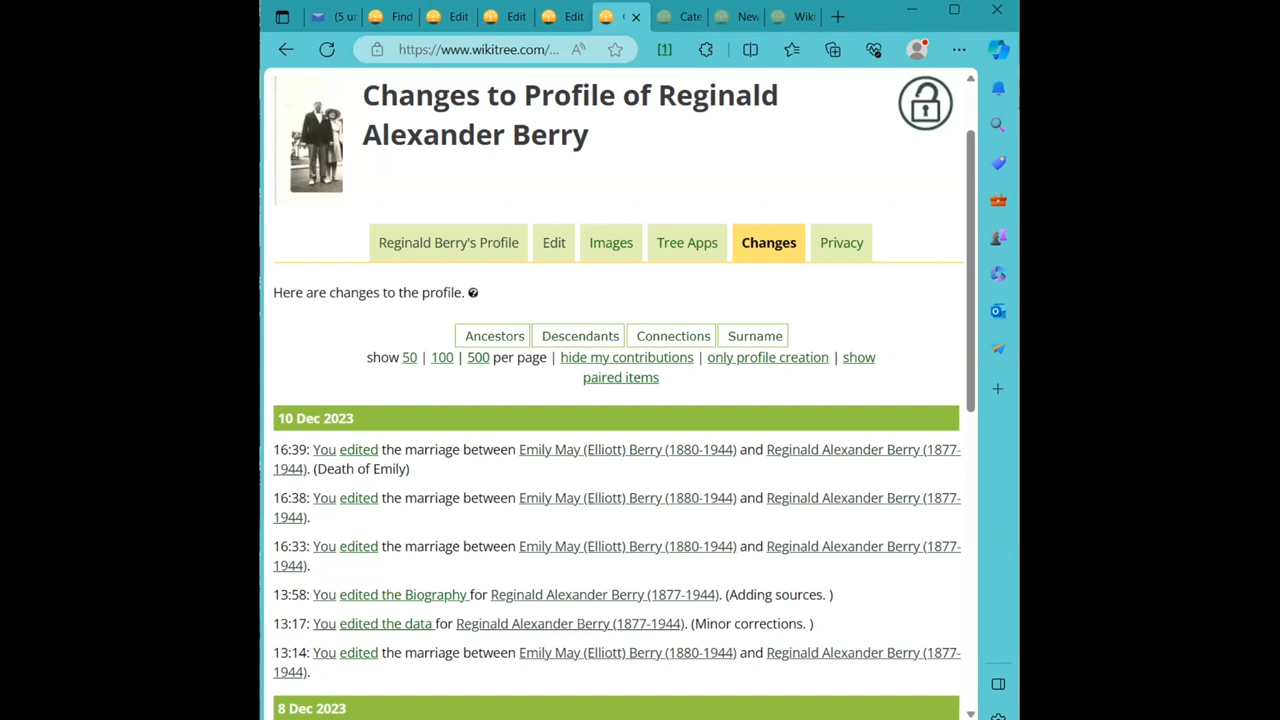 (5 ur
Find
Edit
Edit
Edit
Cate
New
Wiki
https://www.wikitree.com/...
[1]
Changes to Profile of Reginald
Alexander Berry
Reginald Berry's Profile Edit Images Tree Apps Changes Privacy
Here are changes to the profile.
Ancestors Descendants Connections Surname
show 50 | 100 | 500 per page | hide my contributions | only profile creation | show
paired items
10 Dec 2023
16:39: You edited the marriage between Emily May (Elliott) Berry (1880-1944) and Reginald Alexander Berry (1877-
1944). (Death of Emily)
16:38: You edited the marriage between Emily May (Elliott) Berry (1880-1944) and Reginald Alexander Berry (1877-
1944).
16:33: You edited the marriage between Emily May (Elliott) Berry (1880-1944) and Reginald Alexander Berry (1877-
1944).
13:58: You edited the Biography for Reginald Alexander Berry (1877-1944). (Adding sources. )
13:17: You edited the data for Reginald Alexander Berry (1877-1944). (Minor corrections. )
13:14: You edited the marriage between Emily May (Elliott) Berry (1880-1944) and Reginald Alexander Berry (1877-
1944).
8 Dec 2023